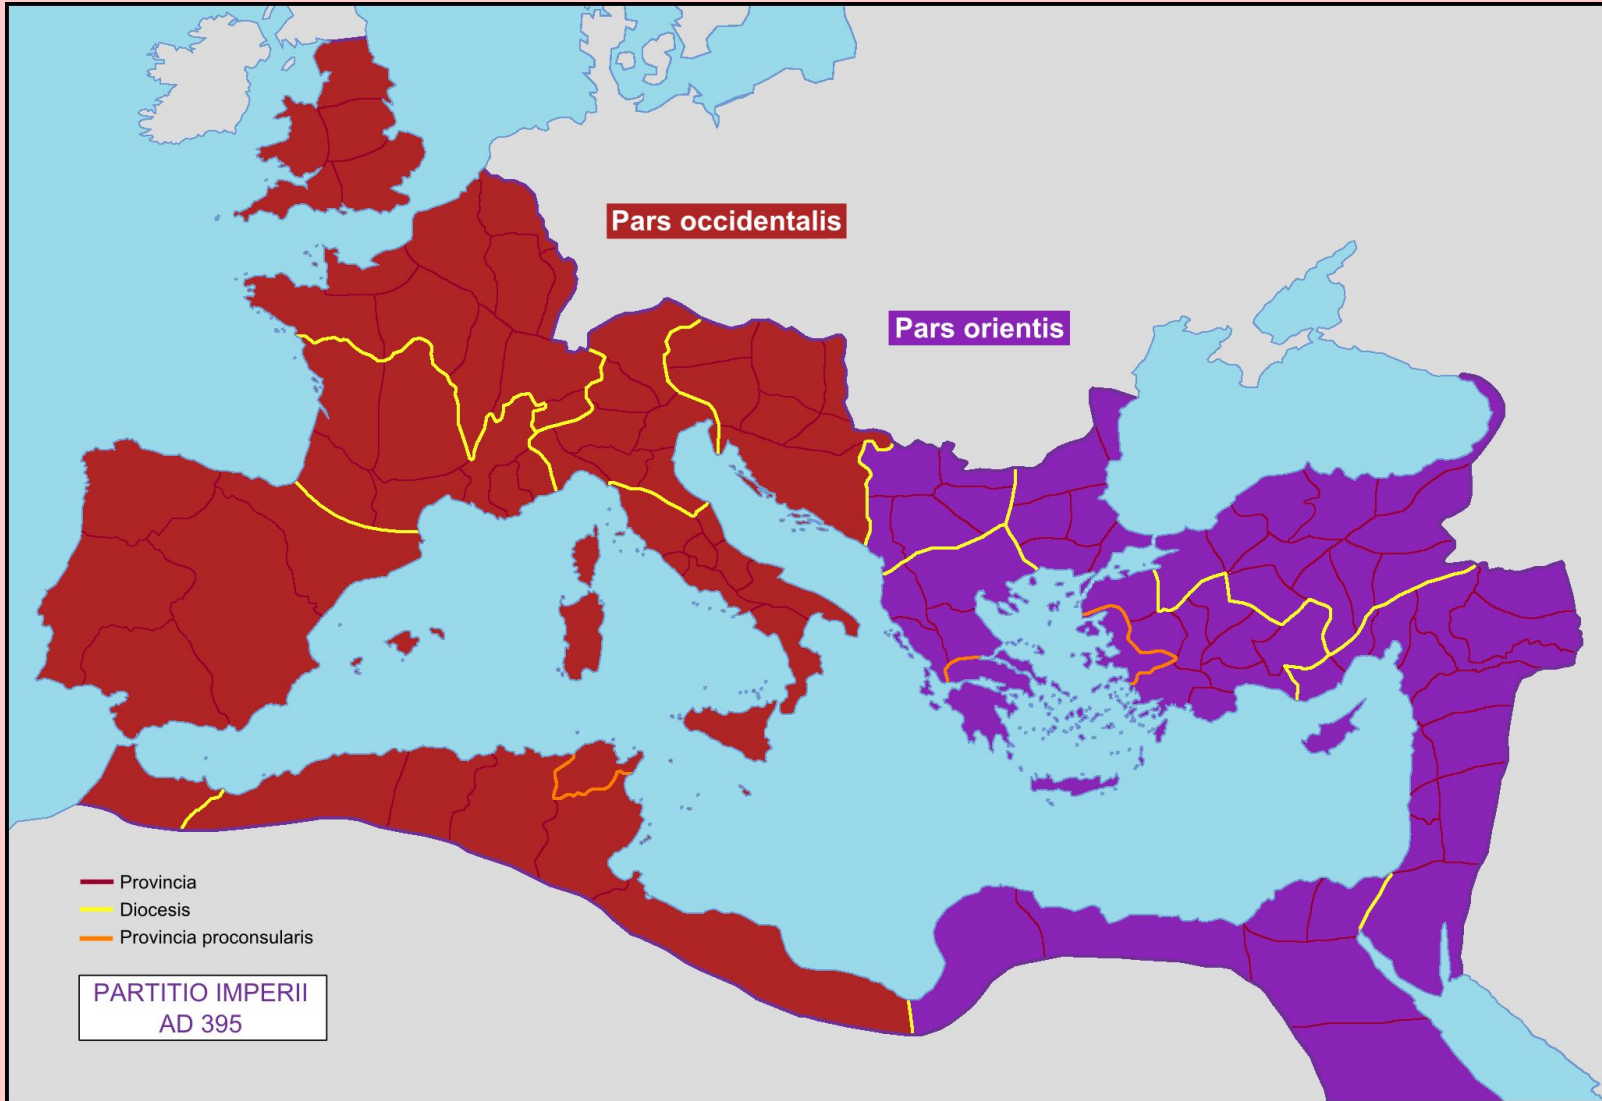 Pars occidentalis
Pars orientis
Provincia
Diocesis
Provincia proconsularis
PARTITIO IMPERII
AD 395